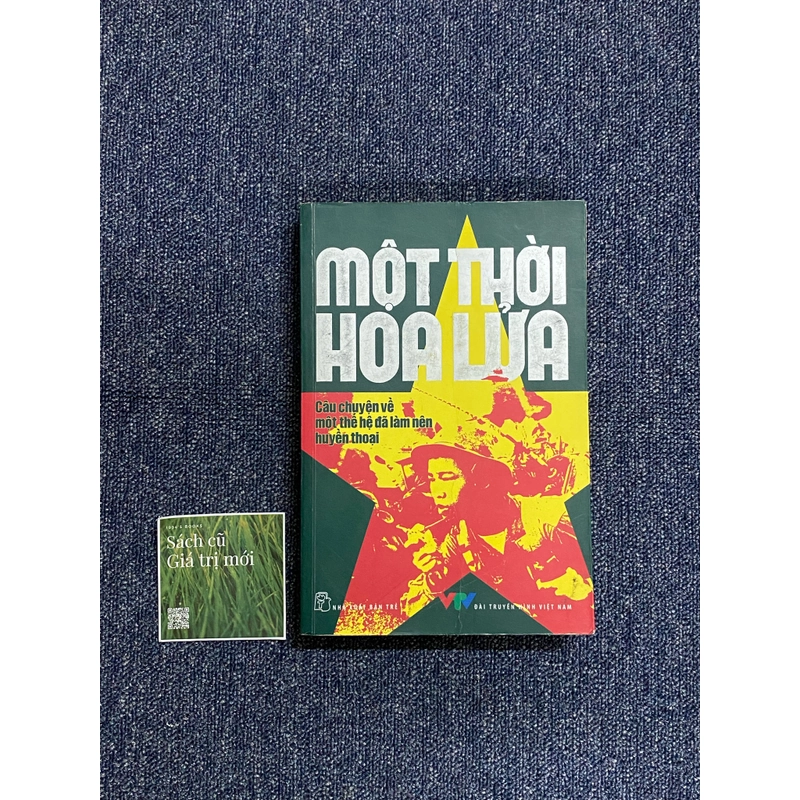 MỘT THỜI
HOA LỬA
Câu chuyện về
một thế hệ đã làm nên
huyền thoại
NHÀ XUẤT BẢN TRẺ
VTV
ĐÀI TRUYỀN HÌNH VIỆT NAM
Sách cũ
Giá trị mới